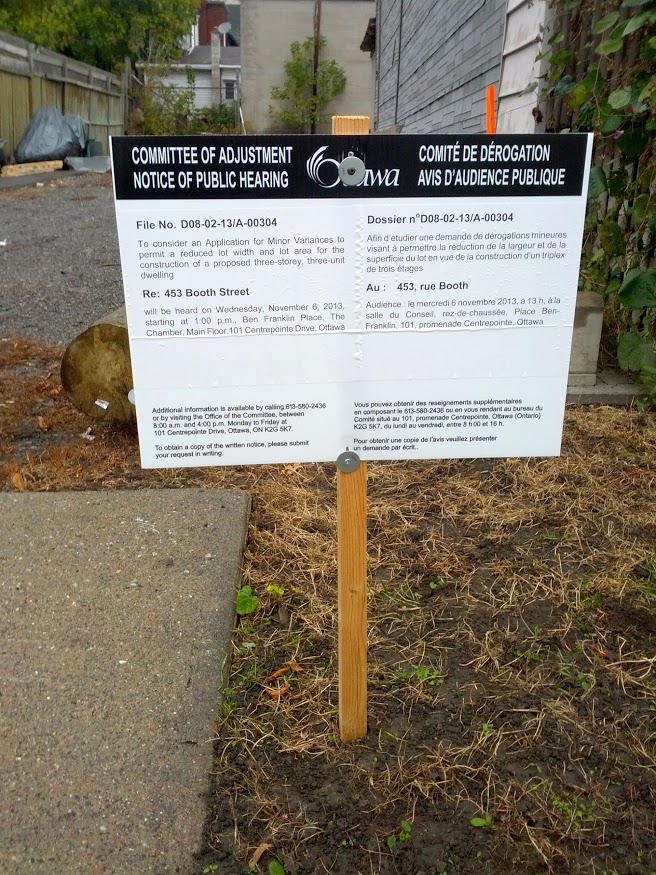 COMMITTEE OF ADJUSTMENT
NOTICE OF PUBLIC HEARING
Ottawa
COMITÉ DE DÉROGATION
AVIS D'AUDIENCE PUBLIQUE
File No. D08-02-13/A-00304
To consider an Application for Minor Variances to
permit a reduced lot width and lot area for the
construction of a proposed three-storey, three-unit
dwelling
Re: 453 Booth Street
will be heard on Wednesday, November 6, 2013,
starting at 1:00 p.m., Ben Franklin Place, The
Chamber, Main Floor,101 Centrepointe Drive, Ottawa
Additional information is available by calling 613-580-2436
or by visiting the Office of the Committee, between
8:00 a.m. and 4:00 p.m. Monday to Friday at
101 Centrepointe Drive, Ottawa, ON K2G 5K7.
To obtain a copy of the written notice, please submit
your request in writing.
Dossier n°D08-02-13/A-00304
Afin d'étudier une demande de dérogations mineures
visant à permettre la réduction de la largeur et de la
superficie du lot en vue de la construction d'un triplex
de trois étages
Au : 453, rue Booth
Audience : le mercredi 6 novembre 2013, à 13 h, à la
salle du Conseil, rez-de-chaussée, Place Ben-
Franklin, 101, promenade Centrepointe, Ottawa
Vous pouvez obtenir des reseignements supplémentaires
en composant le 613-580-2436 ou en vous rendant au bureau du
Comité situé au 101, promenade Centrepointe, Ottawa (Ontario)
K2G 5K7, du lundi au vendredi, entre 8 h 00 et 16 h.
Pour obtenir une copie de l'avis veuillez présenter
un demande par écrit..